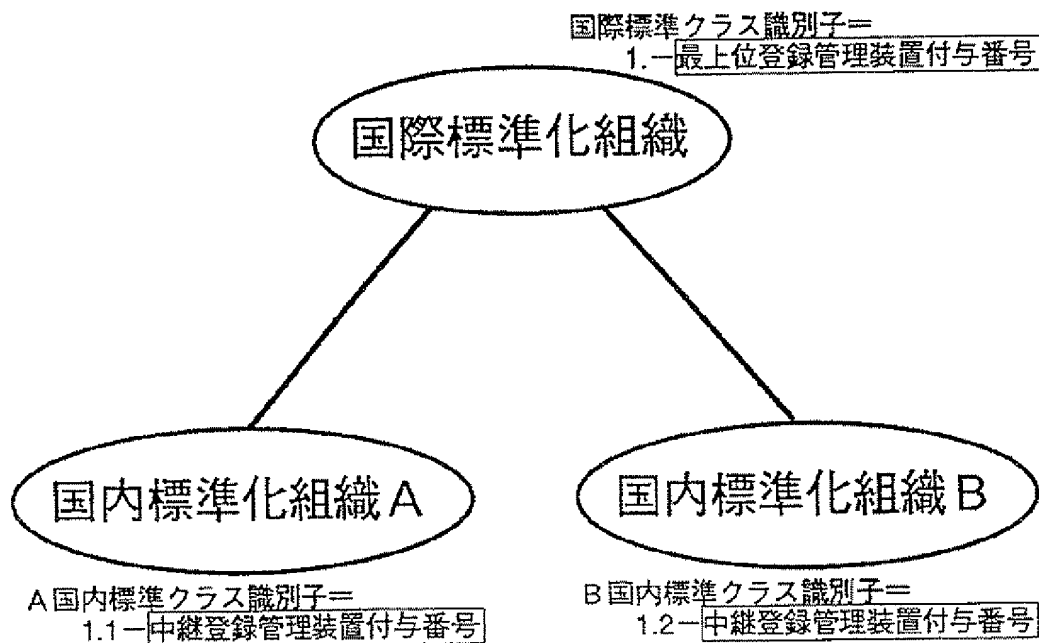 国際標準クラス識別子＝
1.－最上位登録管理装置付与番号
国際標準化組織
国内標準化組織A
国内標準化組織B
A国内標準クラス識別子＝
1.1－中継登録管理装置付与番号
B国内標準クラス識別子＝
1.2－中継登録管理装置付与番号